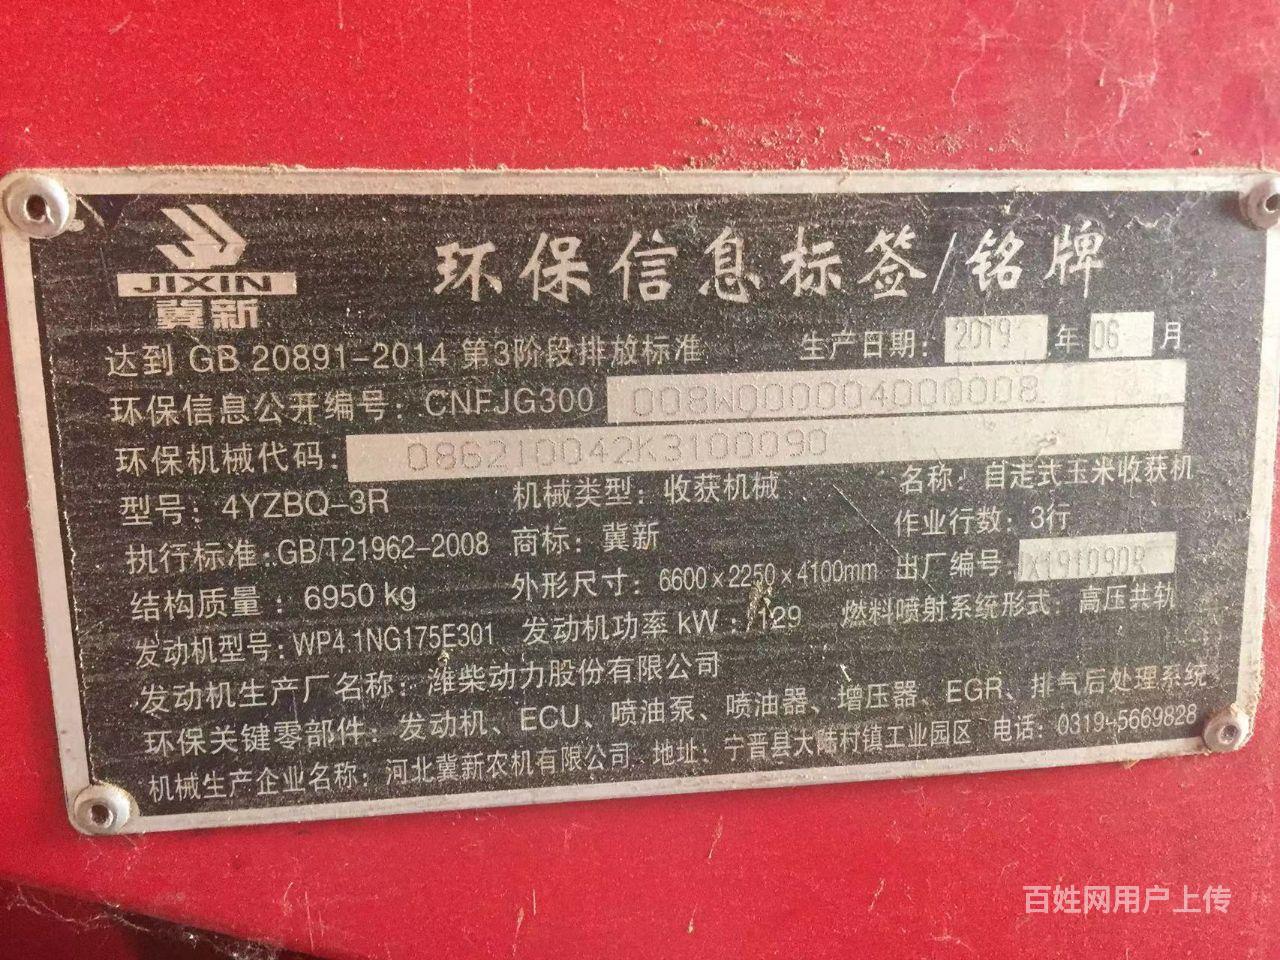 JIXIN
冀新
环保信息标签/铭牌
达到 GB 20891-2014 第3阶段排放标准 生产日期: 2019 年 06 月
环保信息公开编号: CNFJG300 008W000004000008
环保机械代码: 086210042K3100090
型号: 4YZBQ-3R 机械类型: 收获机械 名称: 自走式玉米收获机
执行标准: GB/T21962-2008 商标: 冀新 作业行数: 3行
结构质量: 6950 kg 外形尺寸: 6600×2250×4100mm 出厂编号
发动机型号: WP4.1NG175E301 发动机功率 kW: 129 燃料喷射系统形式: 高压共轨
发动机生产厂名称: 潍柴动力股份有限公司
环保关键零部件: 发动机、ECU、喷油泵、喷油器、增压器、EGR、排气后处理系统
机械生产企业名称: 河北冀新农机有限公司 地址: 宁晋县大陆村镇工业园区 电话: 0319-5669828
百姓网用户上传